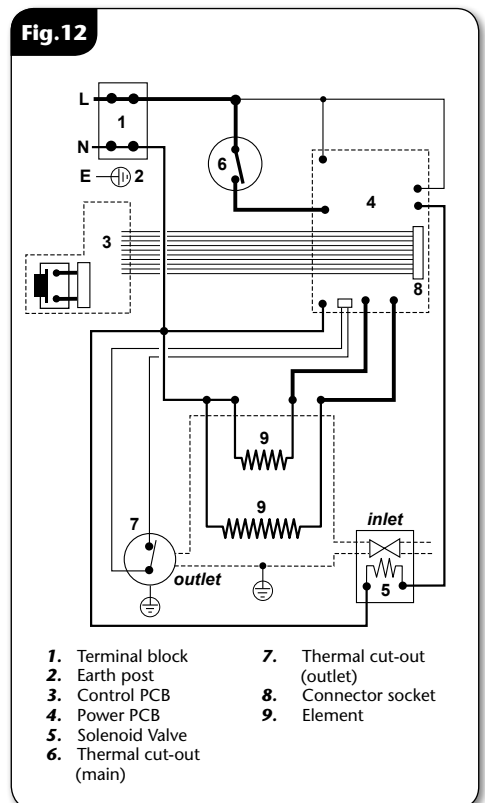 Fig.12
L
1
N
E 2
6
4
3
8
9
9
7
inlet
outlet
5
1. Terminal block
2. Earth post
3. Control PCB
4. Power PCB
5. Solenoid Valve
6. Thermal cut-out
(main)
7. Thermal cut-out
(outlet)
8. Connector socket
9. Element